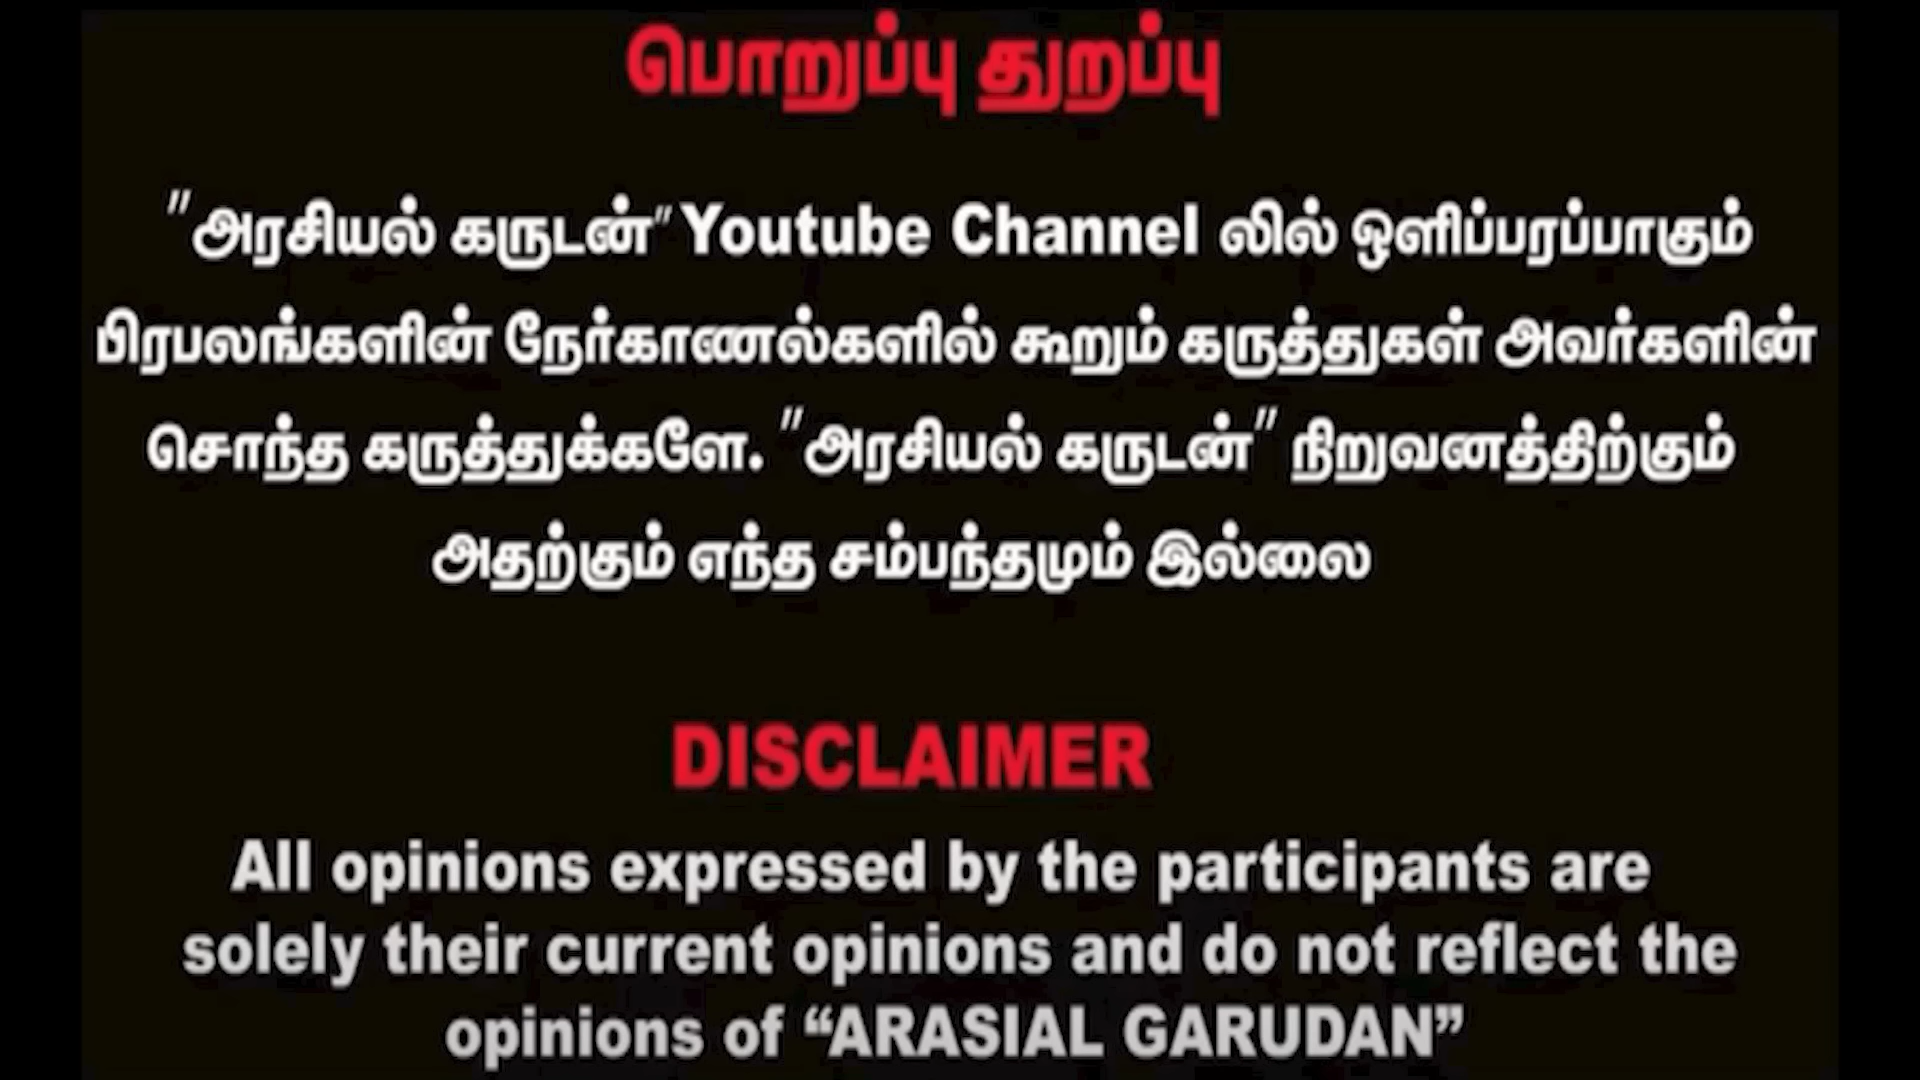 பொறுப்பு துறப்பு
"அரசியல் கருடன்" Youtube Channel லில் ஒளிப்பரப்பாகும்
பிரபலங்களின் நேர்காணல்களில் கூறும் கருத்துகள் அவர்களின்
சொந்த கருத்துக்களே. "அரசியல் கருடன்" நிறுவனத்திற்கும்
அதற்கும் எந்த சம்பந்தமும் இல்லை
DISCLAIMER
All opinions expressed by the participants are
solely their current opinions and do not reflect the
opinions of “ARASIAL GARUDAN”